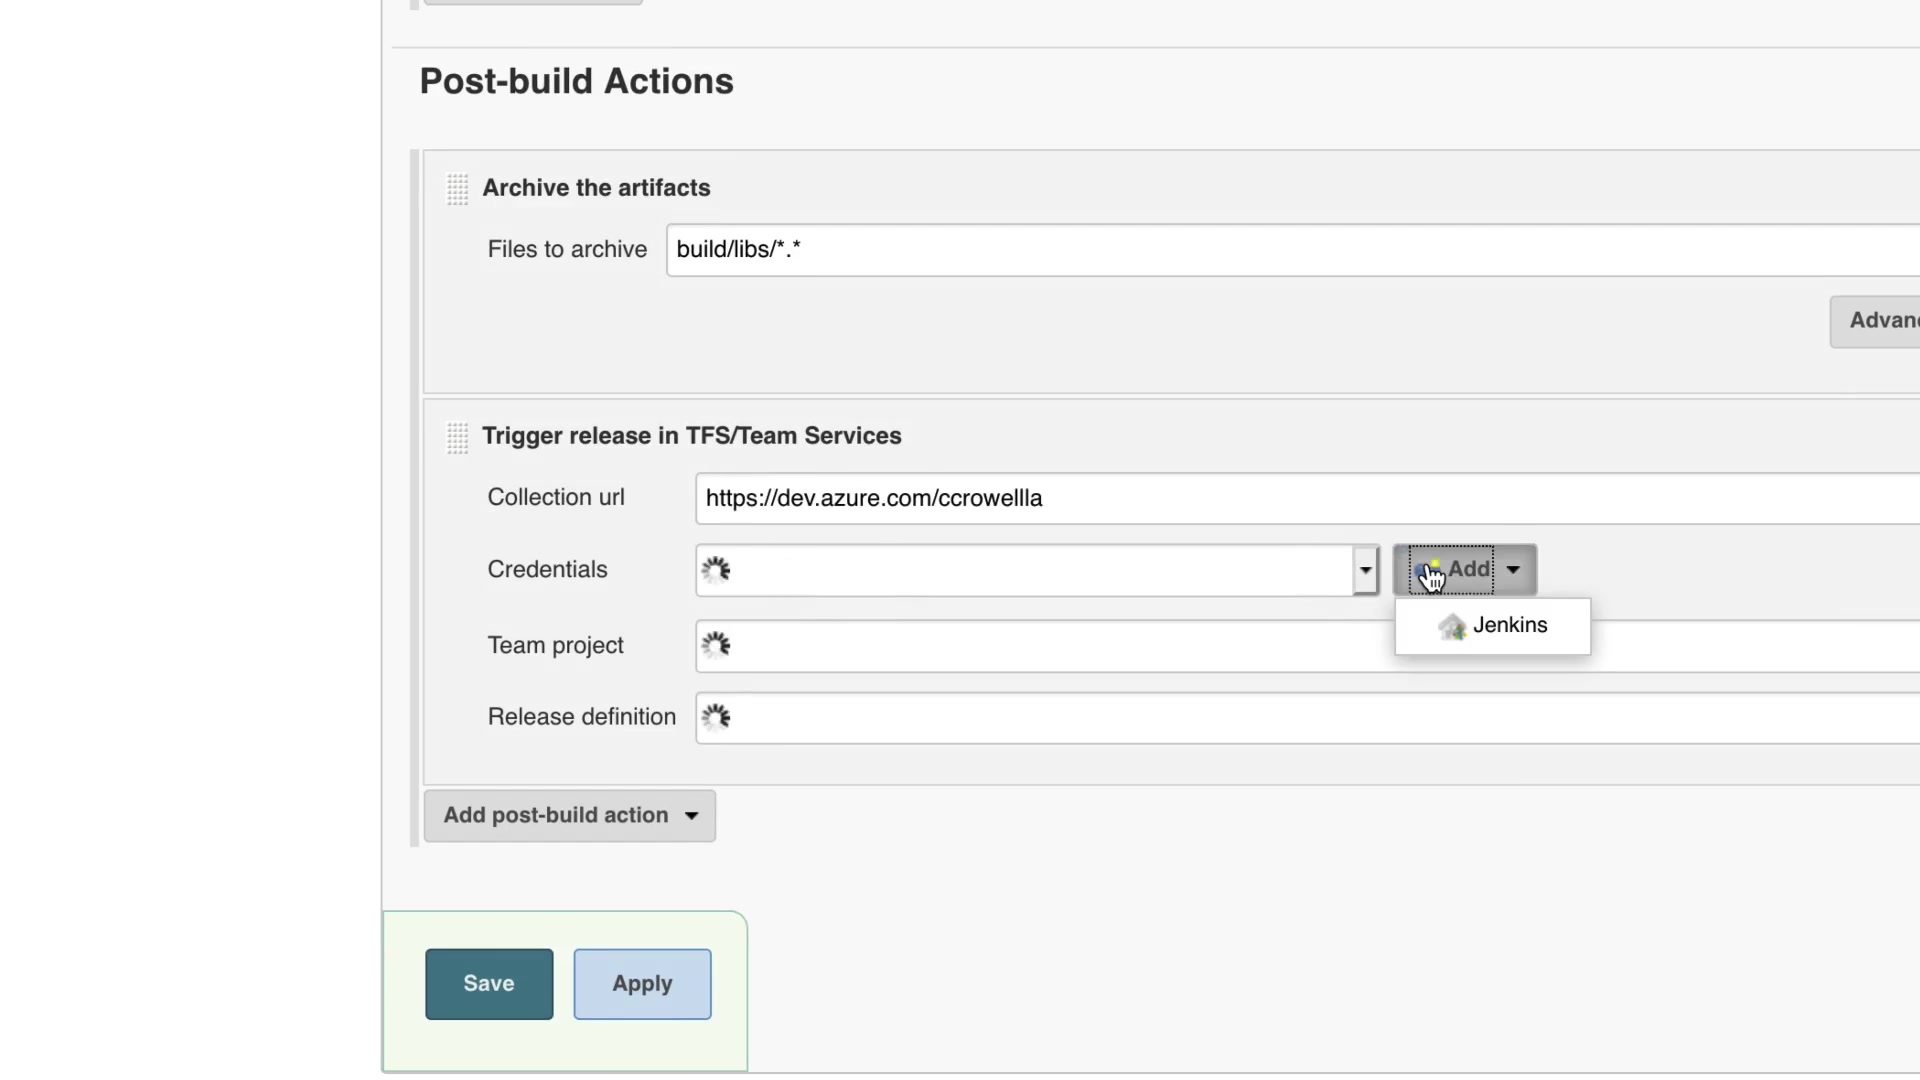 Post-build Actions
Archive the artifacts
Files to archive
build/libs/*.*
Advanc
Trigger release in TFS/Team Services
Collection url
https://dev.azure.com/ccrowellla
Credentials
Add
Jenkins
Team project
Release definition
Add post-build action
Save
Apply